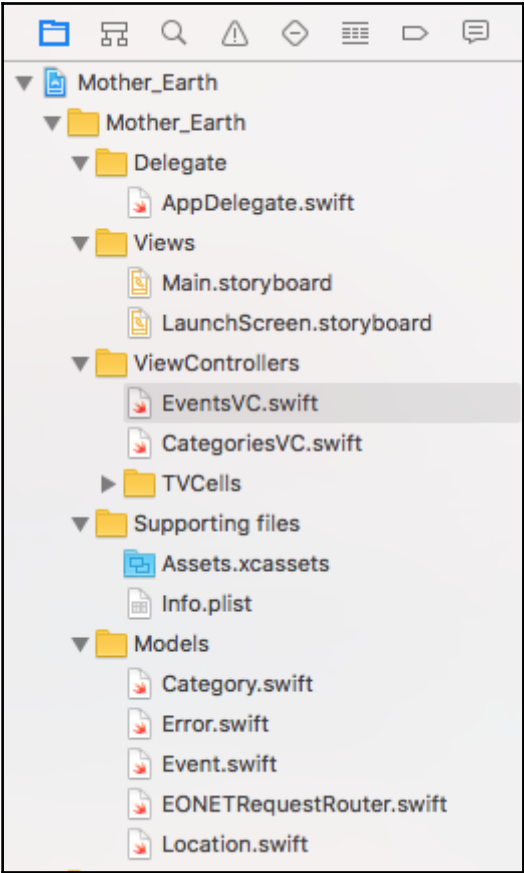 Mother_Earth
Mother_Earth
Delegate
AppDelegate.swift
Views
Main.storyboard
LaunchScreen.storyboard
ViewControllers
EventsVC.swift
CategoriesVC.swift
TVCells
Supporting files
Assets.xcassets
Info.plist
Models
Category.swift
Error.swift
Event.swift
EONETRequestRouter.swift
Location.swift